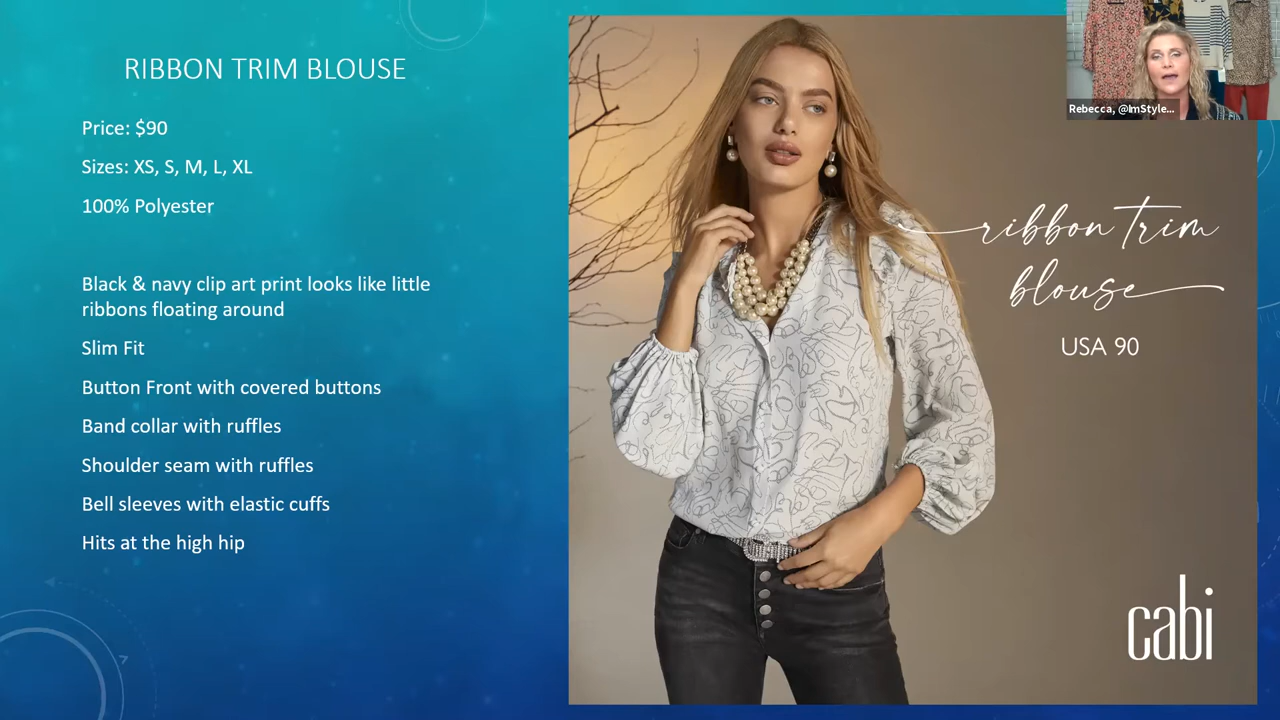 RIBBON TRIM BLOUSE
Price: $90
Sizes: XS, S, M, L, XL
100% Polyester
Black & navy clip art print looks like little
ribbons floating around
Slim Fit
Button Front with covered buttons
Band collar with ruffles
Shoulder seam with ruffles
Bell sleeves with elastic cuffs
Hits at the high hip
Rebecca, @ImStyle...
ribbon trim
blouse
USA 90
cabi